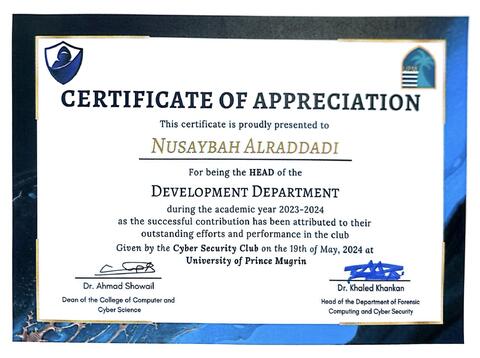 CERTIFICATE OF APPRECIATION
This certificate is proudly presented to
NUSAYBAH ALRADDADI
For being the HEAD of the
DEVELOPMENT DEPARTMENT
during the academic year 2023-2024
as the successful contribution has been attributed to their
outstanding efforts and performance in the club
Given by the Cyber Security Club on the 19th of May, 2024 at
University of Prince Mugrin
Dr. Ahmad Showail
Dean of the College of Computer and
Cyber Science
Dr. Khaled Khankan
Head of the Department of Forensic
Computing and Cyber Security